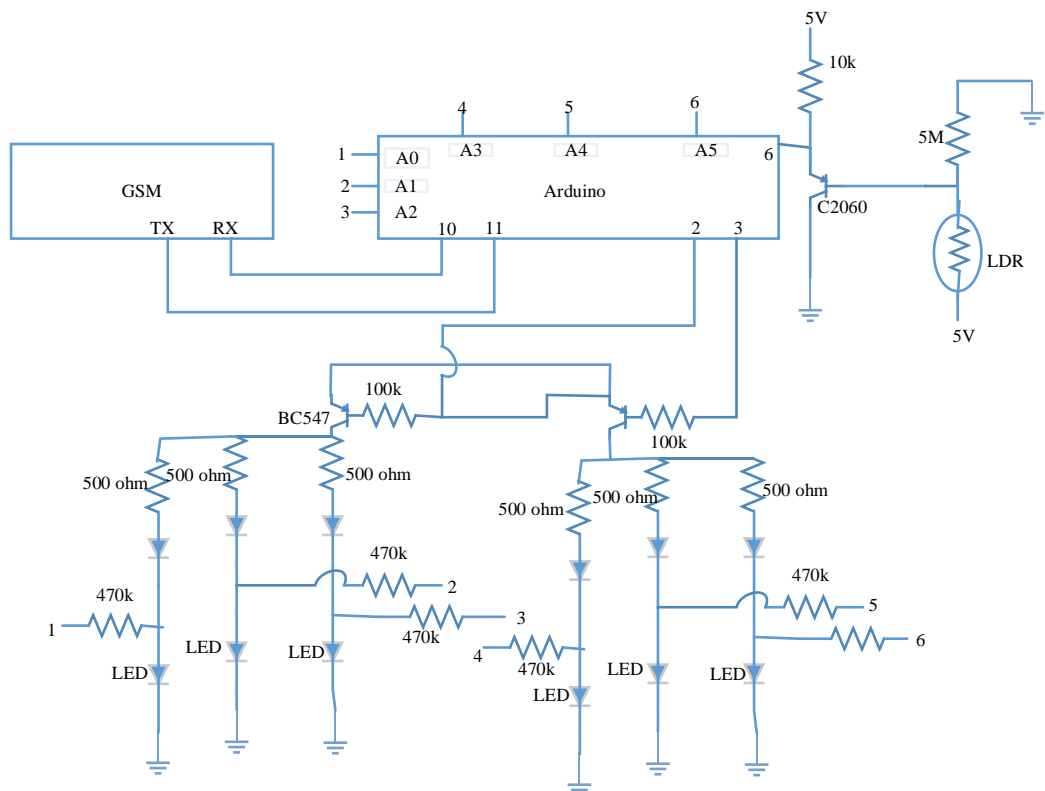 5V
10k
4 5 6
5M
1 A0 A3 A4 A5 6
GSM 2 A1 Arduino
3 A2 C2060
TX RX 10 11 2 3
LDR
5V
100k
BC547
100k
500 ohm 500 ohm 500 ohm
500 ohm 500 ohm 500 ohm
470k 470k
2 5
470k
1 3
470k
4 6
470k
LED LED LED
LED LED LED